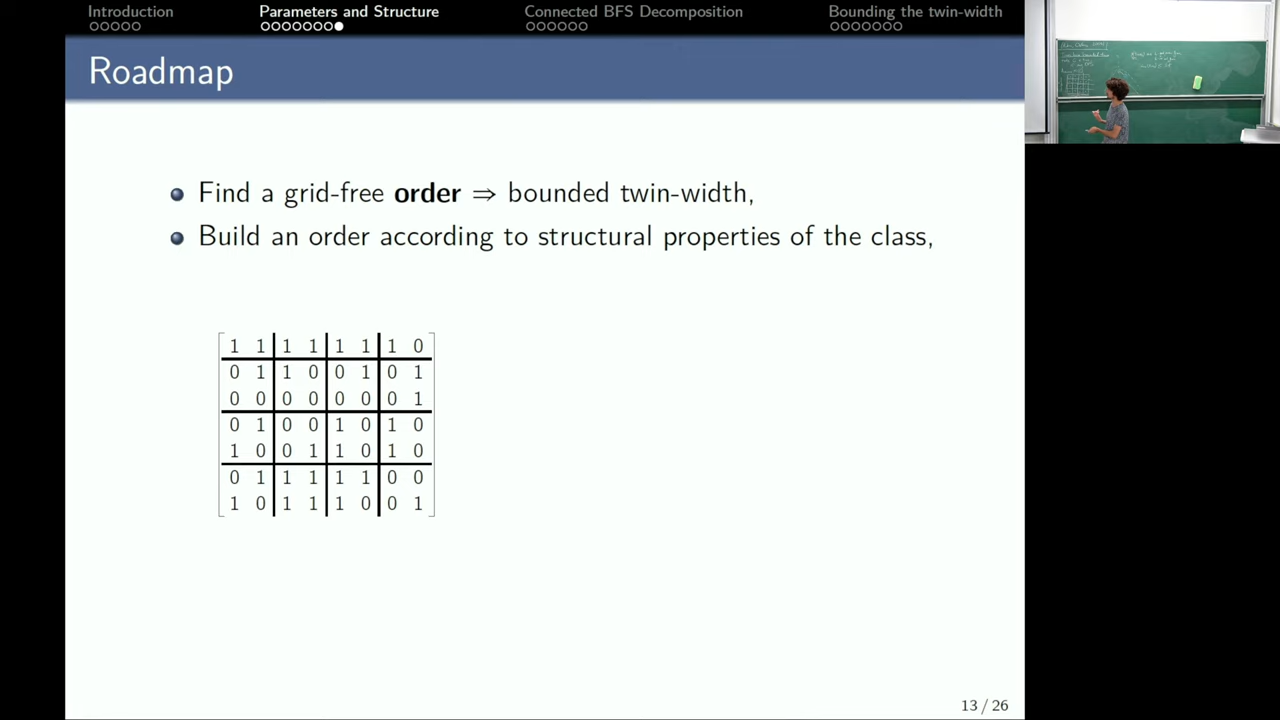 Introduction Parameters and Structure Connected BFS Decomposition Bounding the twin-width
Roadmap
Find a grid-free order ⇒ bounded twin-width,
Build an order according to structural properties of the class,
1 1 1 1 1 1 1 0
0 1 1 0 0 1 0 1
0 0 0 0 0 0 0 1
0 1 0 0 1 0 1 0
1 0 0 1 1 0 1 0
0 1 1 1 1 1 0 0
1 0 1 1 1 0 0 1
13 / 26